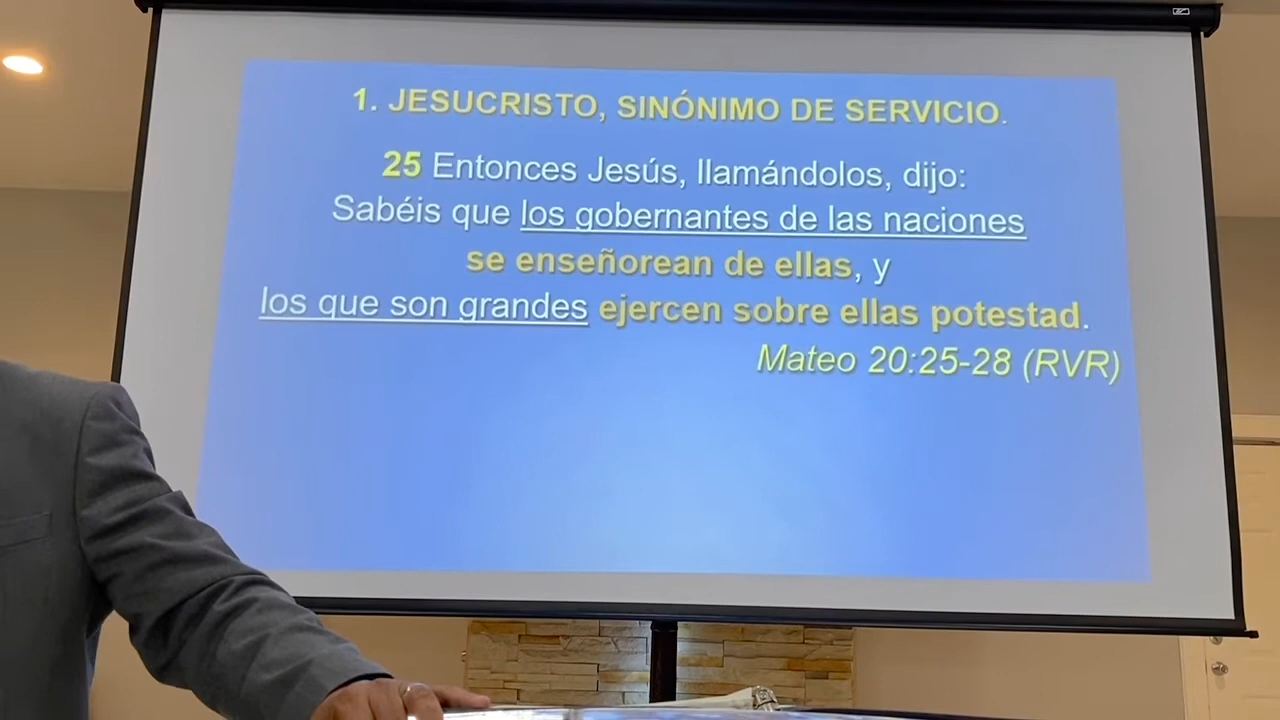 1. JESUCRISTO, SINÓNIMO DE SERVICIO.
25 Entonces Jesús, llamándolos, dijo:
Sabéis que los gobernantes de las naciones
se enseñorean de ellas, y
los que son grandes ejercen sobre ellas potestad.
Mateo 20:25-28 (RVR)